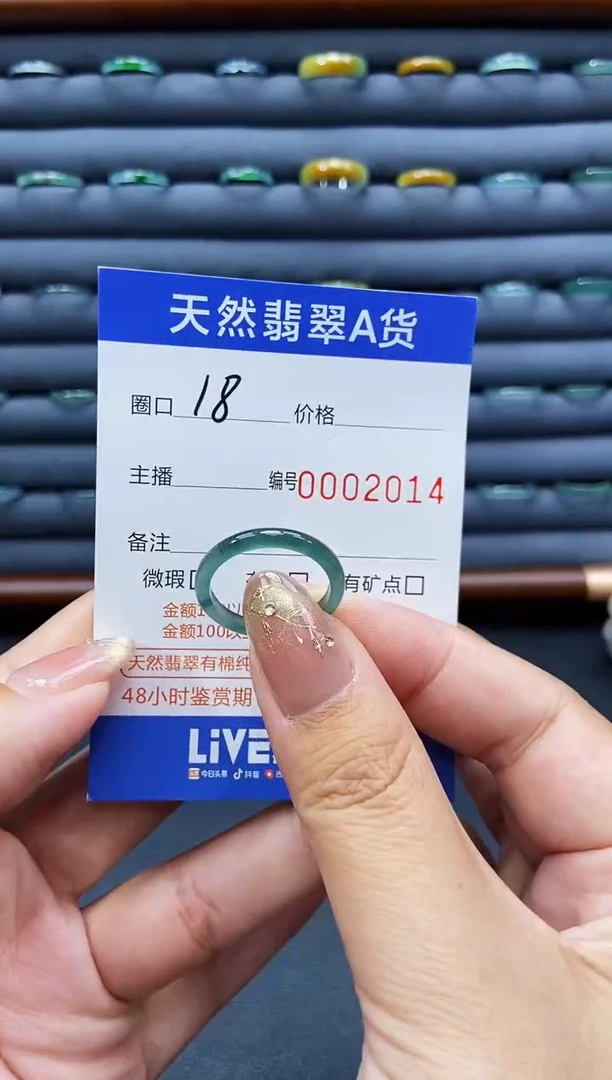 天然翡翠A货
圈口 18 价格
主播 编号0002014
备注
微瑕 有矿点
金额1
金额100以
天然翡翠有棉纯
48小时鉴赏期
LiVE
今日头条 抖音